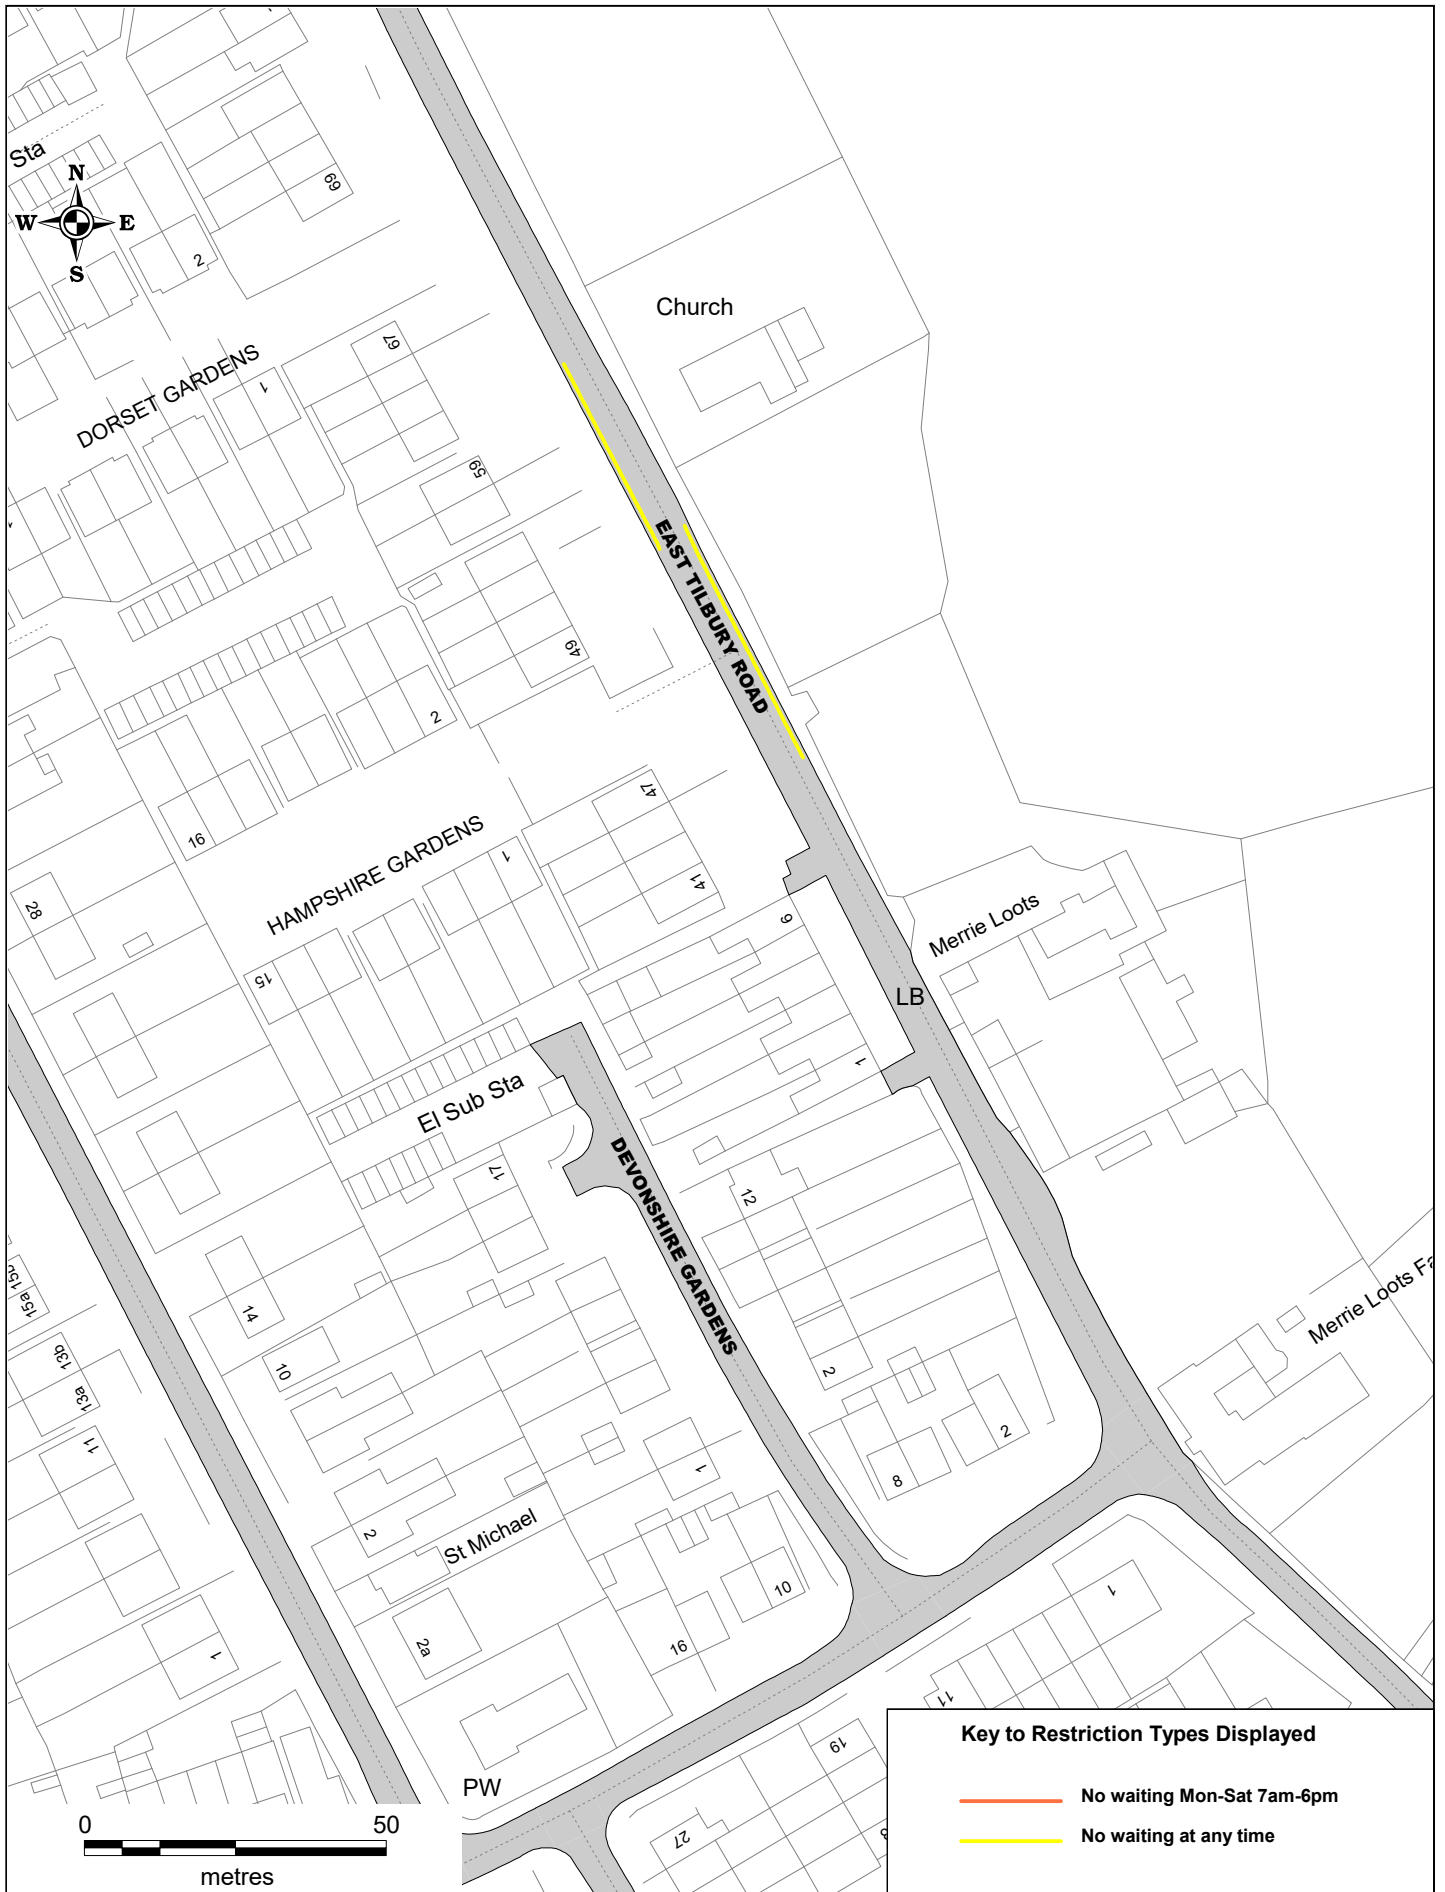 Sta
N
W E
S
69
2
Church
67
DORSET GARDENS
1
59
EAST TILBURY ROAD
49
2
47
16
HAMPSHIRE GARDENS
1
41
28
9
Merrie Loots
15
LB
1
El Sub Sta
17
DEVONSHIRE GARDENS
12
15b
15a
14
Merrie Loots Fa
13b
10
13a
2
11
2
8
1
2
St Michael
10
1
2a
16
1
11
Key to Restriction Types Displayed
19
PW
No waiting Mon-Sat 7am-6pm
0 50
27
No waiting at any time
metres